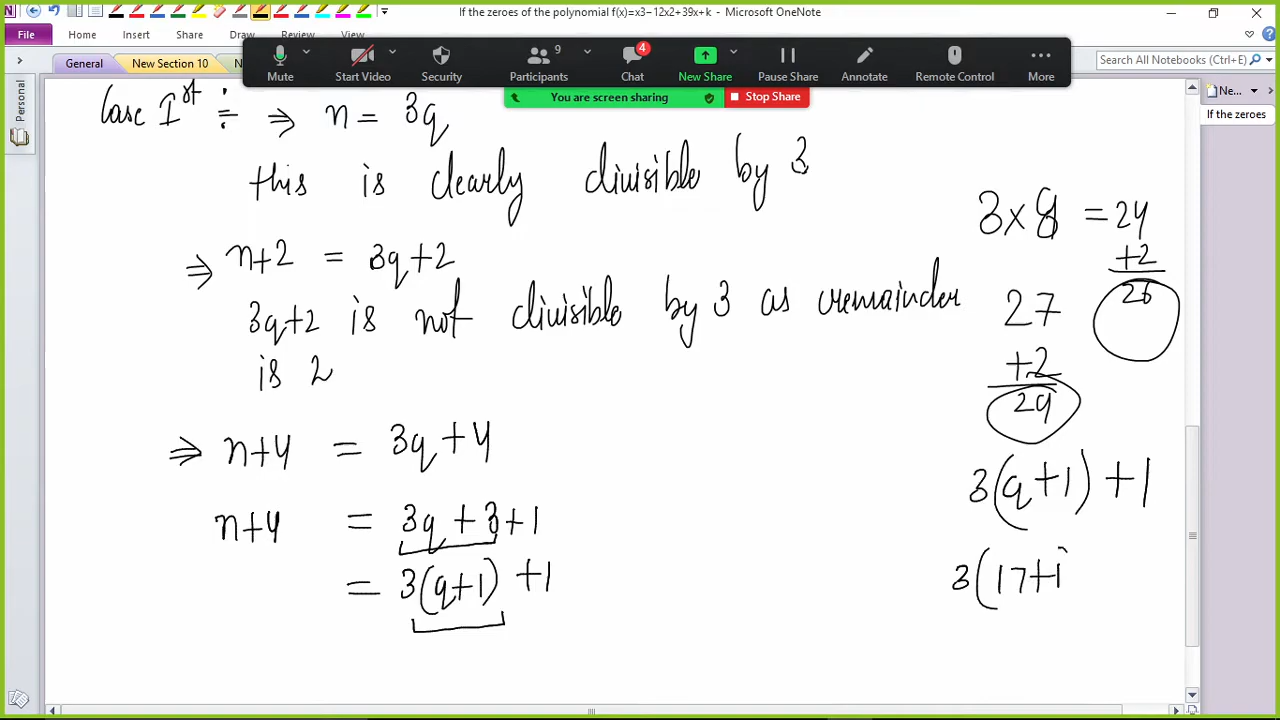 If the zeroes of the polynomial f(x)=x3−12x2+39x+k - Microsoft OneNote
File Home Insert Share Draw Review View
Mute Start Video Security 9 Participants 4 Chat New Share Pause Share Annotate Remote Control More
You are screen sharing Stop Share
Search All Notebooks (Ctrl+E)
General New Section 10 N
Personal
Ne...
If the zeroes
Case I st ÷ ⇒ n = 3q
this is clearly divisible by 3
⇒ n+2 = 3q+2
3q+2 is not divisible by 3 as remainder
is 2
⇒ n+4 = 3q+4
n+4 = 3q + 3 + 1
= 3(q+1) + 1
= 24
+2
26
27
+2
29
3(q+1) + 1
3(17+1